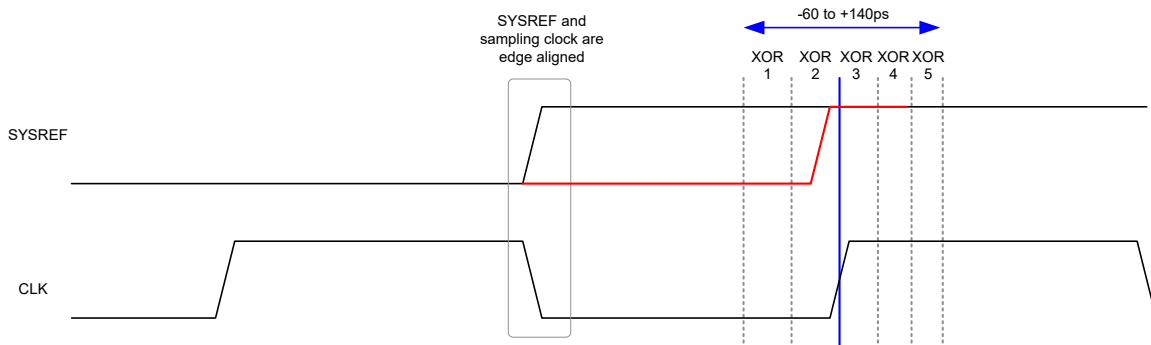 SYSREF and
sampling clock are
edge aligned
-60 to +140ps
XOR XOR XOR XOR XOR
1 2 3 4 5
SYSREF
CLK